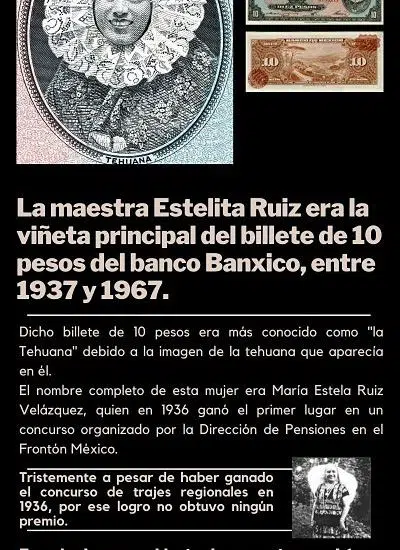 DIEZ PESOS
10
10
BANCO DE MEXICO
10
10
TEHUANA
La maestra Estelita Ruiz era la
viñeta principal del billete de 10
pesos del banco Banxico, entre
1937 y 1967.
Dicho billete de 10 pesos era más conocido como "la
Tehuana" debido a la imagen de la tehuana que aparecía
en él.
El nombre completo de esta mujer era María Estela Ruiz
Velázquez, quien en 1936 ganó el primer lugar en un
concurso organizado por la Dirección de Pensiones en el
Frontón México.
Tristemente a pesar de haber ganado
el concurso de trajes regionales en
1936, por ese logro no obtuvo ningún
premio.